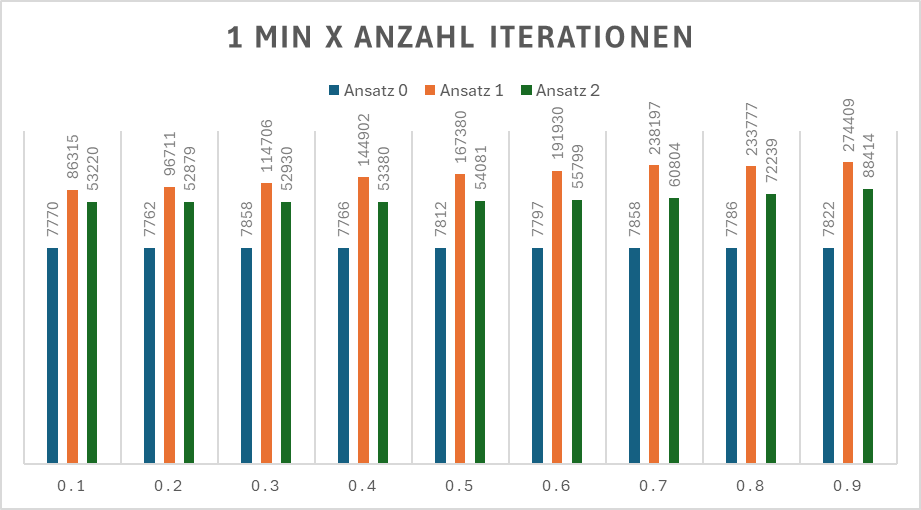 1 MIN X ANZAHL ITERATIONEN
Ansatz 0 Ansatz 1 Ansatz 2
7770 86315 53220 7762 96711 52879 7858 114706 52930 7766 144902 53380 7812 167380 54081 7797 191930 55799 7858 238197 60804 7786 233777 72239 7822 274409 88414
0.1 0.2 0.3 0.4 0.5 0.6 0.7 0.8 0.9